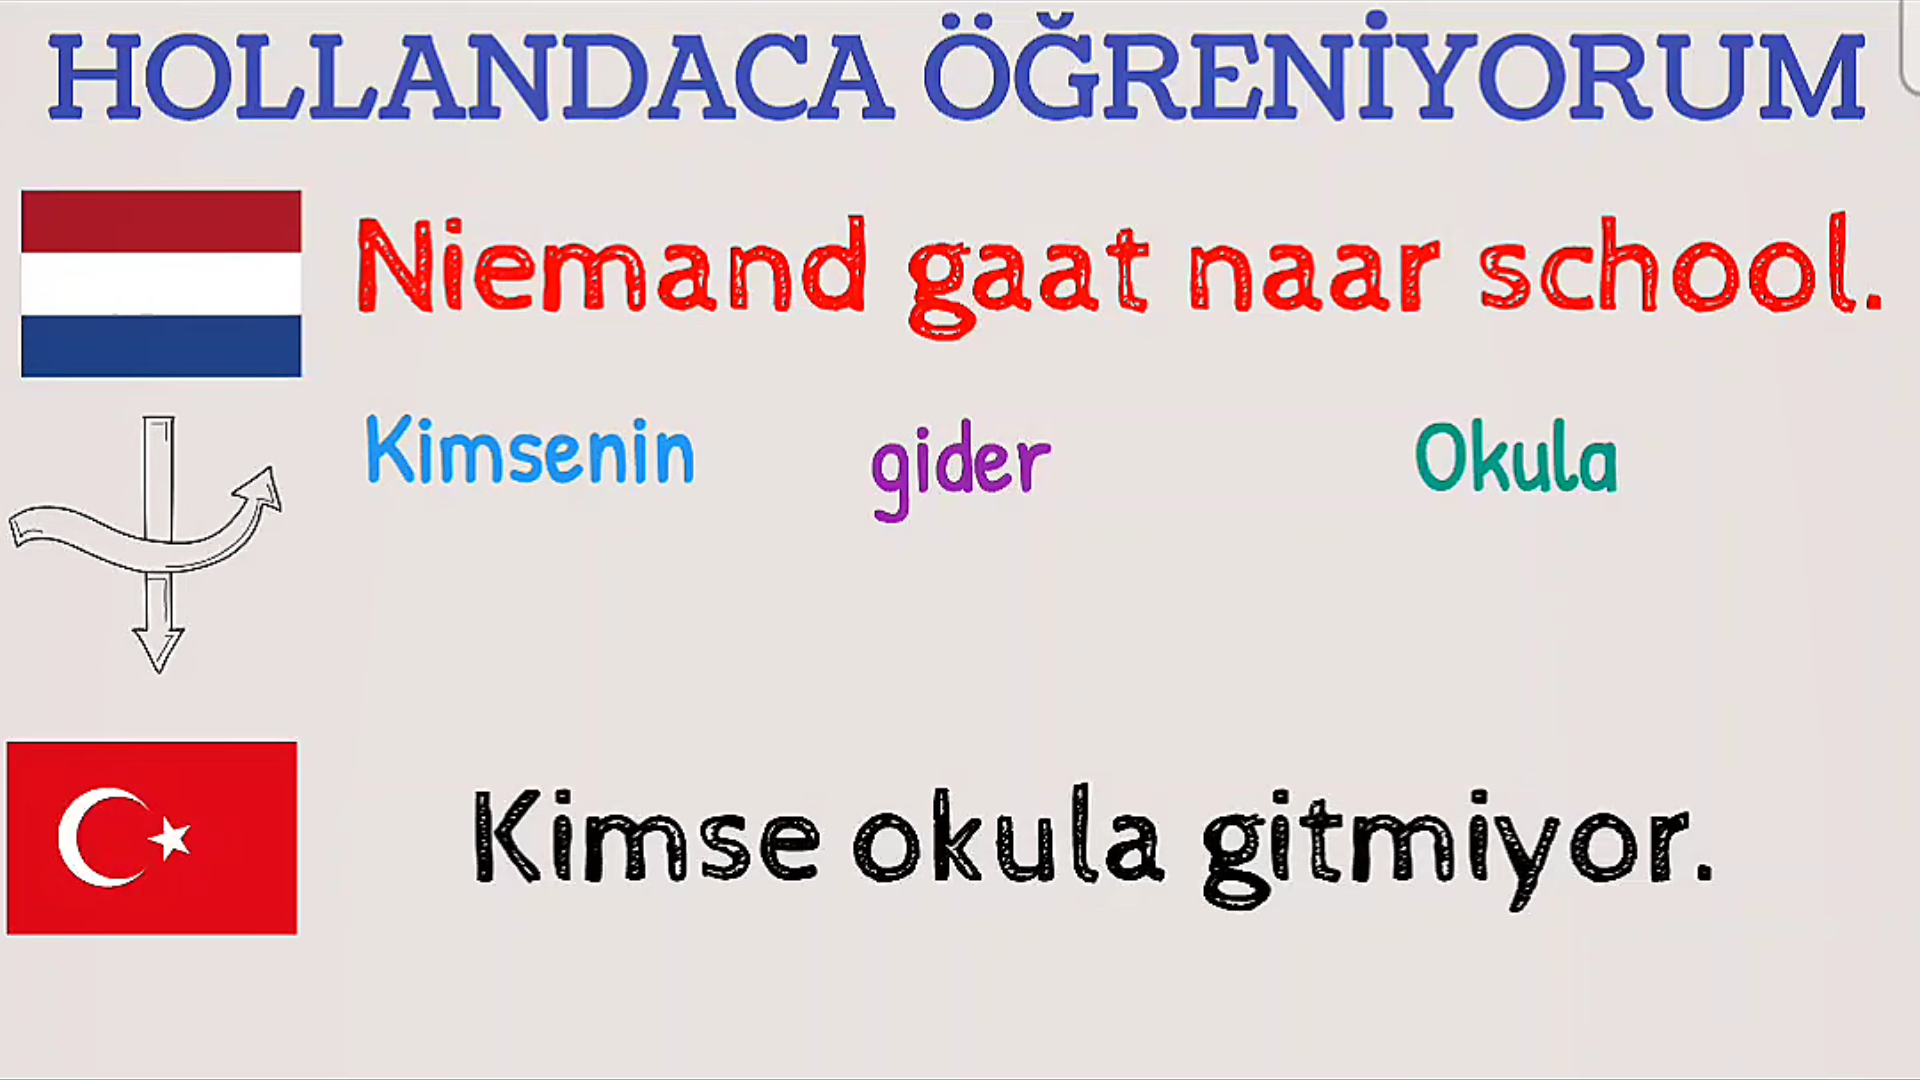 HOLLANDACA ÖĞRENİYORUM
Niemand gaat naar school.
Kimsenin gider Okula
Kimse okula gitmiyor.